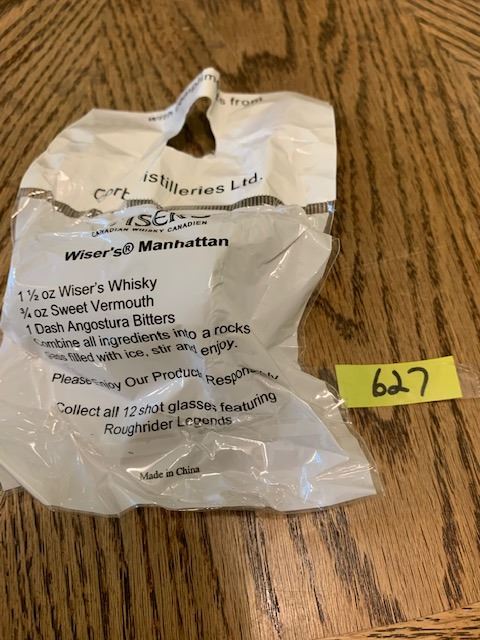 from
istilleries Ltd.
CANADIAN WHISKY CANADIEN
Wiser's® Manhattan
1 ½ oz Wiser's Whisky
¾ oz Sweet Vermouth
1 Dash Angostura Bitters
Combine all ingredients into a rocks
glass filled with ice, stir and enjoy.
Please Enjoy Our Product
Collect all 12 shot glasses featuring
Roughrider Legends
Made in China
627